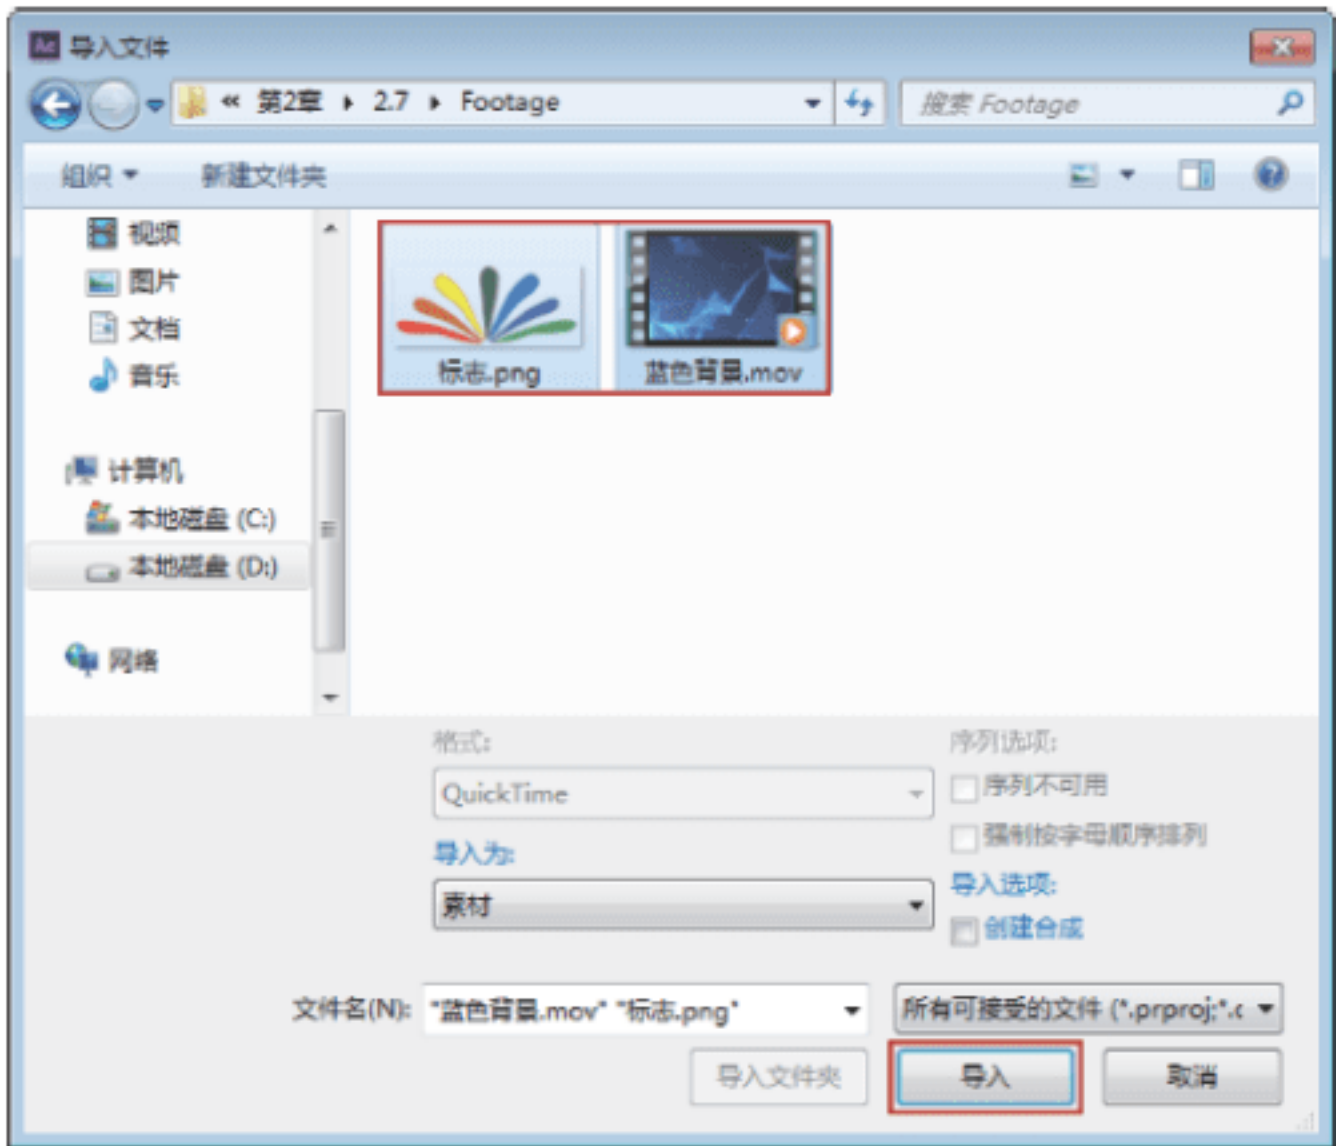 Ae 导入文件
« 第2章 ▸ 2.7 ▸ Footage
搜索 Footage
组织
新建文件夹
视频
图片
文档
音乐
计算机
本地磁盘 (C:)
本地磁盘 (D:)
网络
标志.png
蓝色背景.mov
格式:
QuickTime
导入为:
素材
序列选项:
序列不可用
强制按字母顺序排列
导入选项:
创建合成
文件名(N):
"蓝色背景.mov" "标志.png"
所有可接受的文件 (*.prproj;*.c
导入文件夹
导入
取消